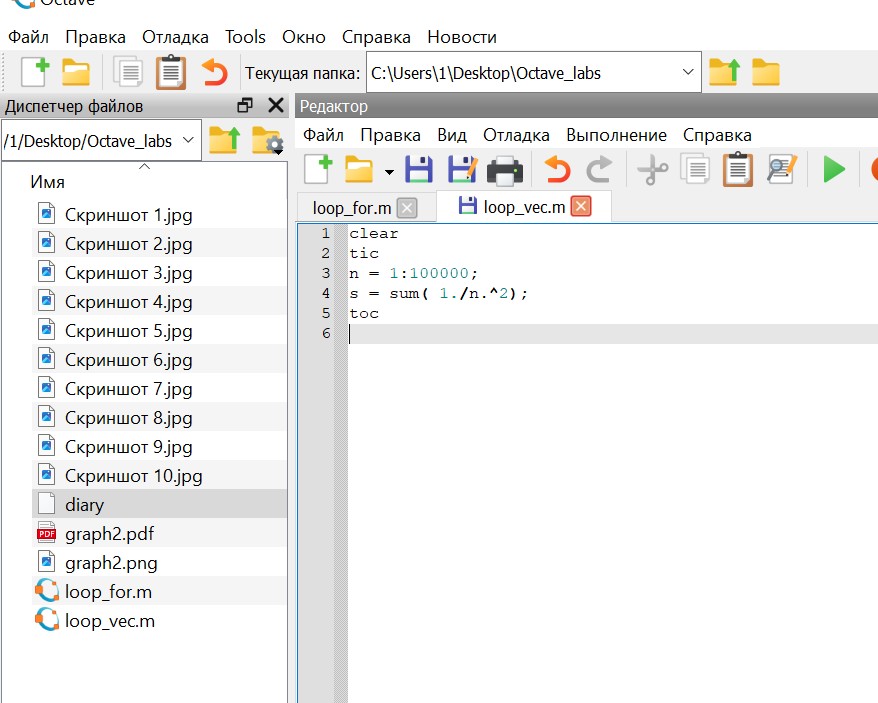 Octave
Файл Правка Отладка Tools Окно Справка Новости
Текущая папка: C:\Users\1\Desktop\Octave_labs
Диспетчер файлов
/1/Desktop/Octave_labs
Имя
Скриншот 1.jpg
Скриншот 2.jpg
Скриншот 3.jpg
Скриншот 4.jpg
Скриншот 5.jpg
Скриншот 6.jpg
Скриншот 7.jpg
Скриншот 8.jpg
Скриншот 9.jpg
Скриншот 10.jpg
diary
PDF graph2.pdf
graph2.png
loop_for.m
loop_vec.m
Редактор
Файл Правка Вид Отладка Выполнение Справка
loop_for.m loop_vec.m
1 clear
2 tic
3 n = 1:100000;
4 s = sum( 1./n.^2);
5 toc
6